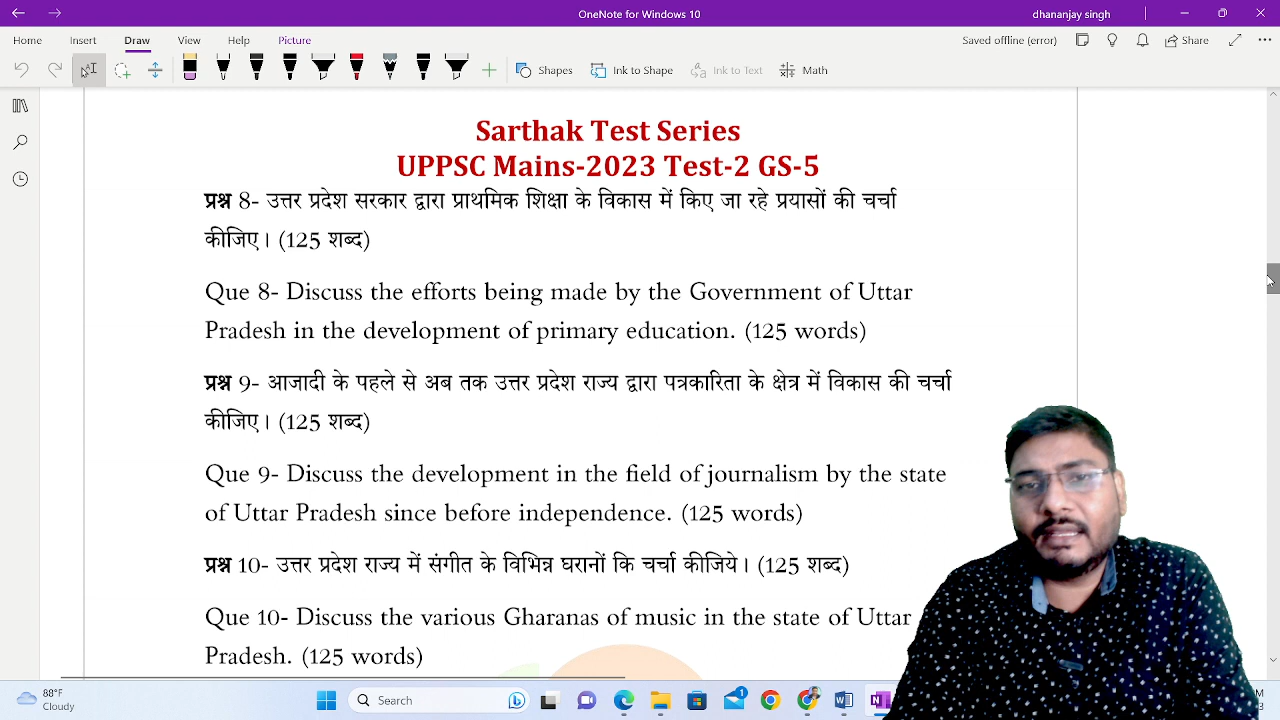 OneNote for Windows 10
dhananjay singh
Home Insert Draw View Help Picture
Saved offline (error) Share
Shapes Ink to Shape Ink to Text Math
Sarthak Test Series
UPPSC Mains-2023 Test-2 GS-5
प्रश्न 8- उत्तर प्रदेश सरकार द्वारा प्राथमिक शिक्षा के विकास में किए जा रहे प्रयासों की चर्चा
कीजिए। (125 शब्द)
Que 8- Discuss the efforts being made by the Government of Uttar
Pradesh in the development of primary education. (125 words)
प्रश्न 9- आजादी के पहले से अब तक उत्तर प्रदेश राज्य द्वारा पत्रकारिता के क्षेत्र में विकास की चर्चा
कीजिए। (125 शब्द)
Que 9- Discuss the development in the field of journalism by the state
of Uttar Pradesh since before independence. (125 words)
प्रश्न 10- उत्तर प्रदेश राज्य में संगीत के विभिन्न घरानों कि चर्चा कीजिये। (125 शब्द)
Que 10- Discuss the various Gharanas of music in the state of Uttar
Pradesh. (125 words)
88°F
Cloudy
Search
1